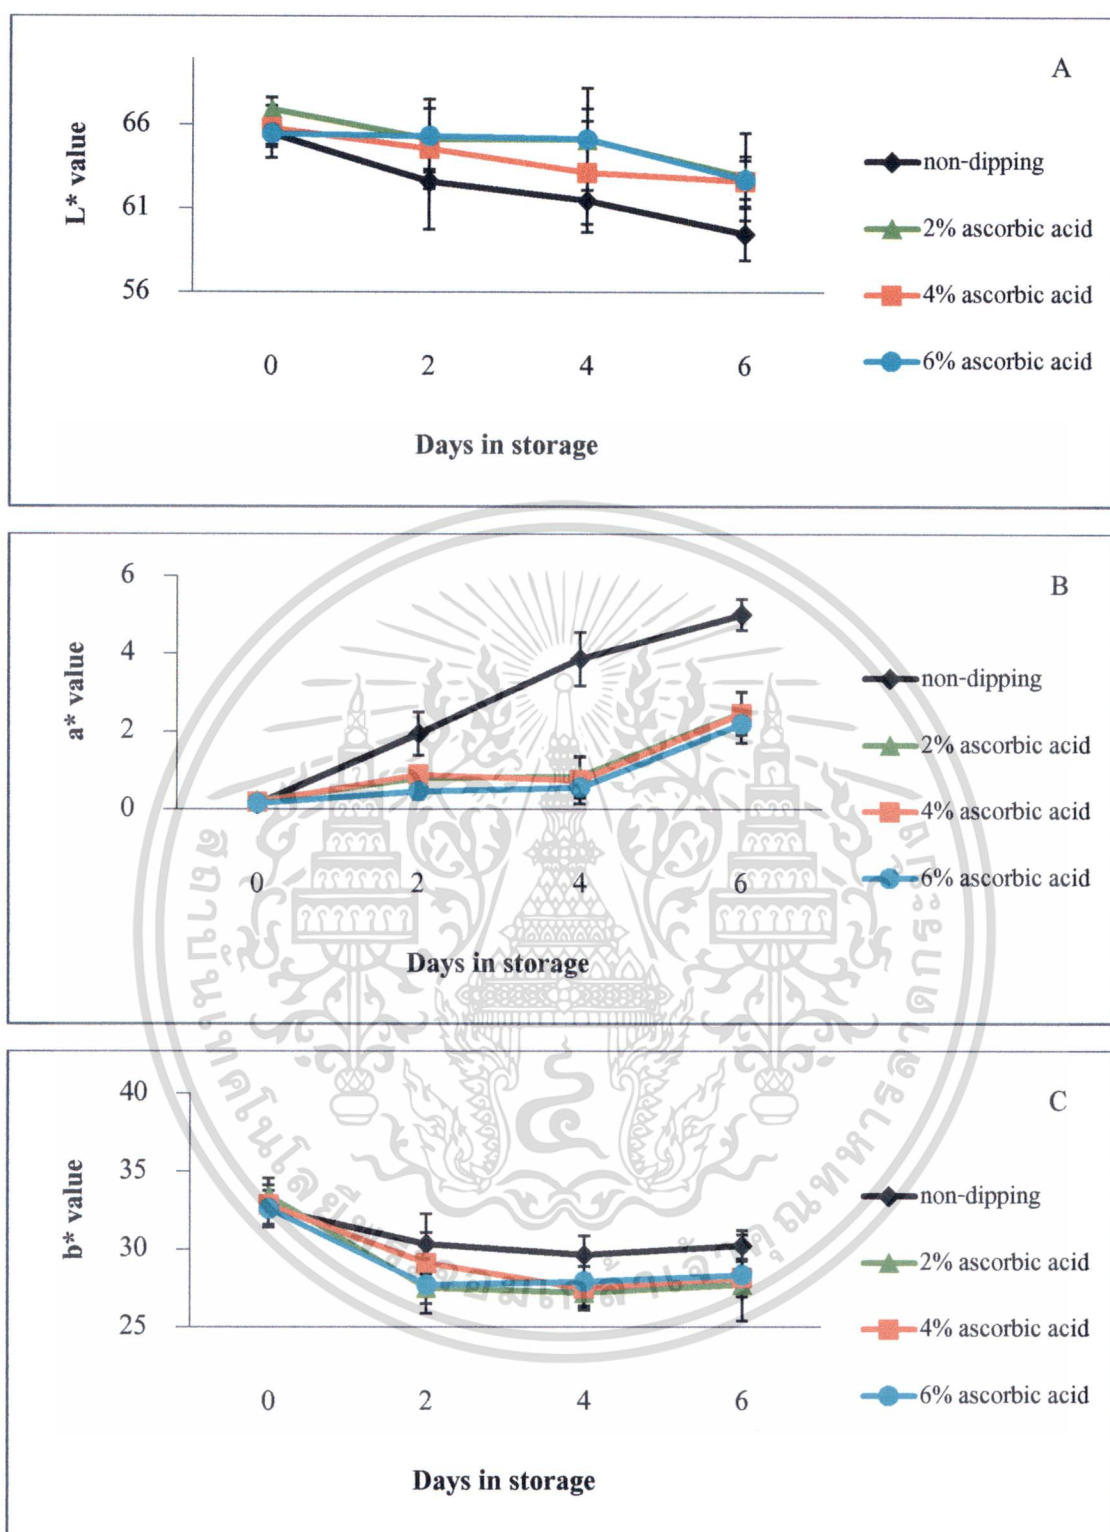 A
66
61
56
L* value
0 2 4 6
Days in storage
non-dipping
2% ascorbic acid
4% ascorbic acid
6% ascorbic acid
B
6
4
2
0
a* value
0 2 4 6
Days in storage
non-dipping
2% ascorbic acid
4% ascorbic acid
6% ascorbic acid
C
40
35
30
25
b* value
0 2 4 6
Days in storage
non-dipping
2% ascorbic acid
4% ascorbic acid
6% ascorbic acid